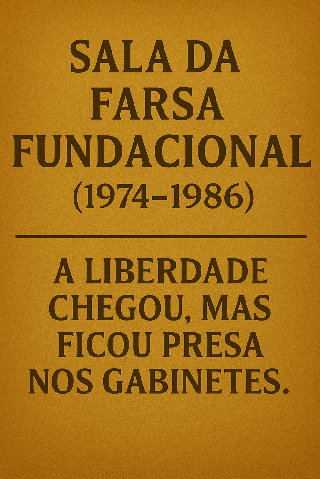 SALA DA
FARSA
FUNDACIONAL
(1974–1986)
A LIBERDADE
CHEGOU, MAS
FICOU PRESA
NOS GABINETES.